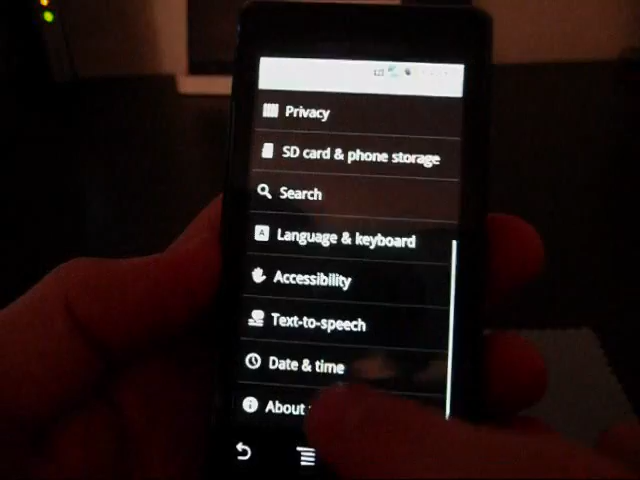 Privacy
SD card & phone storage
Search
Language & keyboard
Accessibility
Text-to-speech
Date & time
About